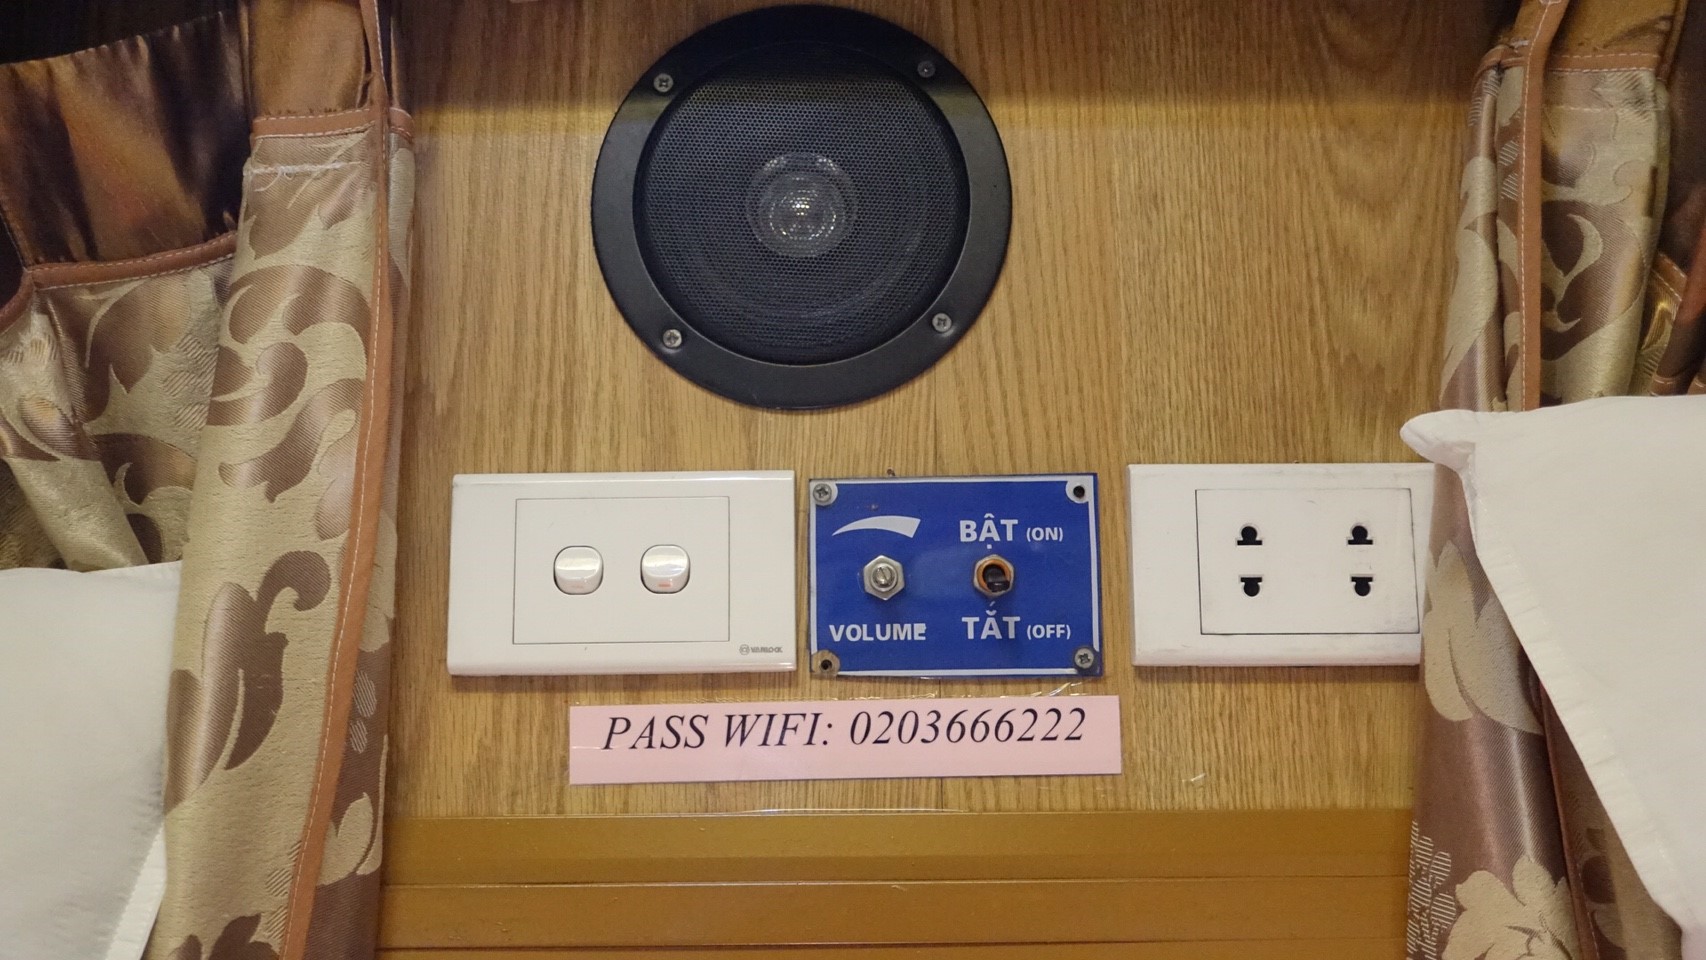 BẬT (ON)
VOLUME
TẮT (OFF)
PASS WIFI: 0203666222